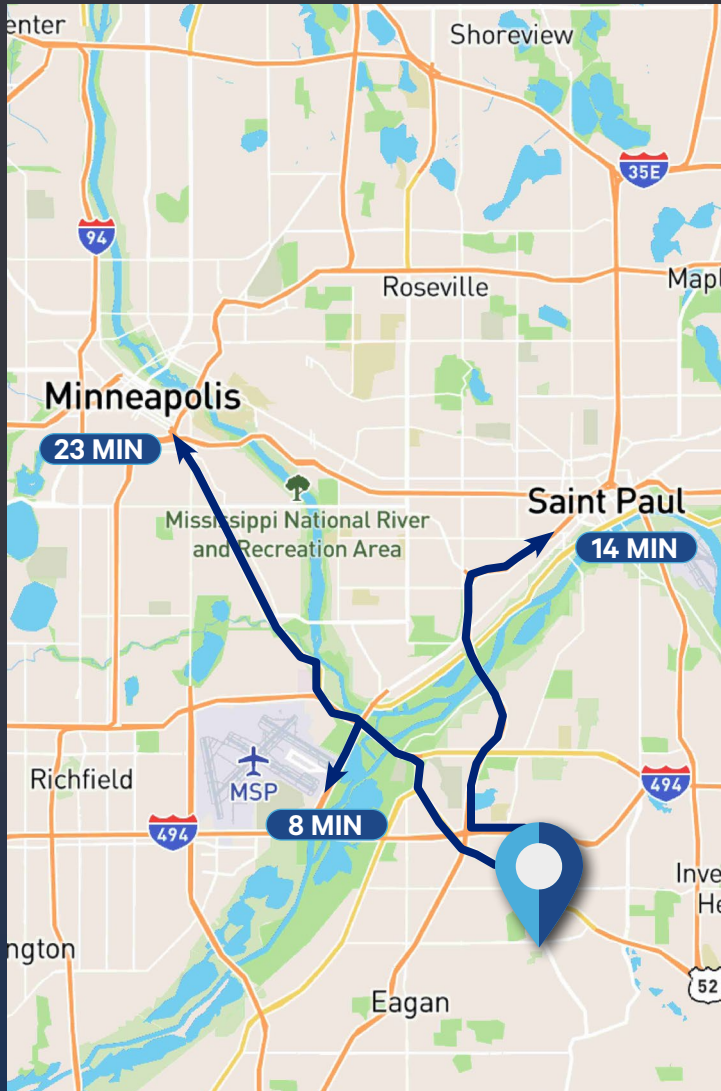 enter
Shoreview
35E
94
Roseville
Mapl
Minneapolis
23 MIN
Saint Paul
Mississippi National River
and Recreation Area
14 MIN
Richfield
MSP
494
8 MIN
494
Inve
He
ngton
52
Eagan